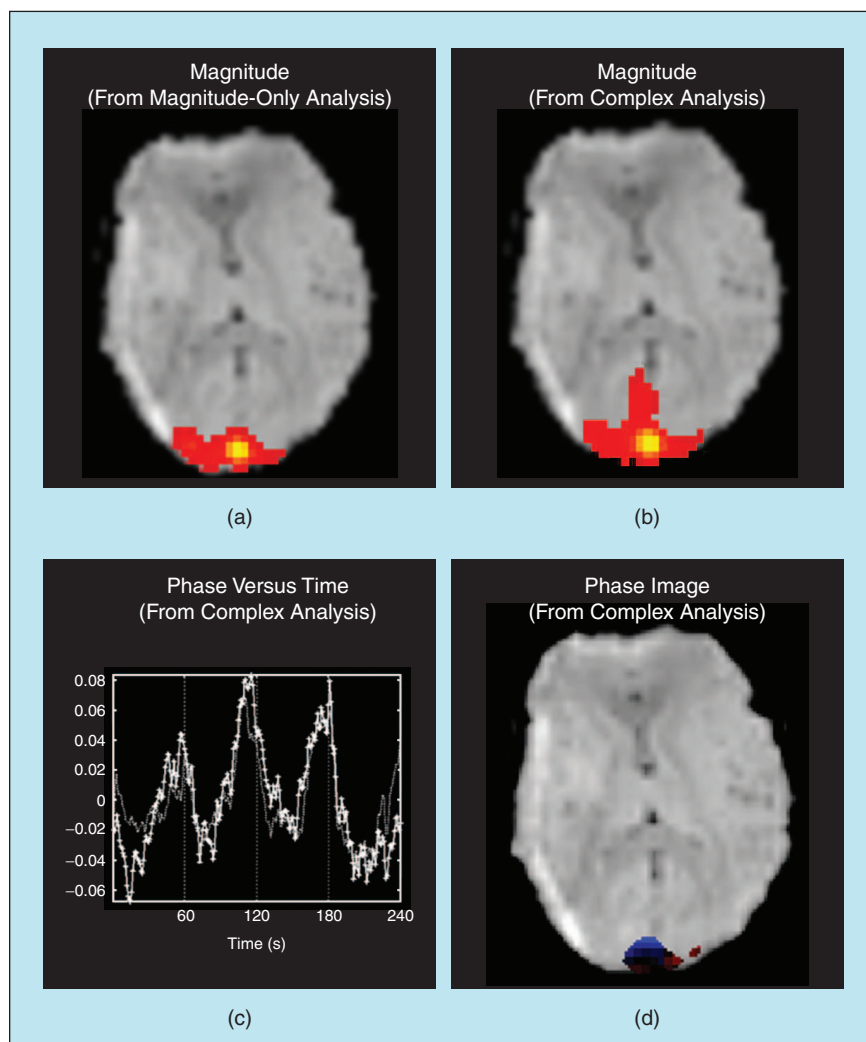 Magnitude
(From Magnitude-Only Analysis)
Magnitude
(From Complex Analysis)
(a)
(b)
Phase Versus Time
(From Complex Analysis)
0.08
0.06
0.04
0.02
0
−0.02
−0.04
−0.06
60
120
180
240
Time (s)
Phase Image
(From Complex Analysis)
(c)
(d)